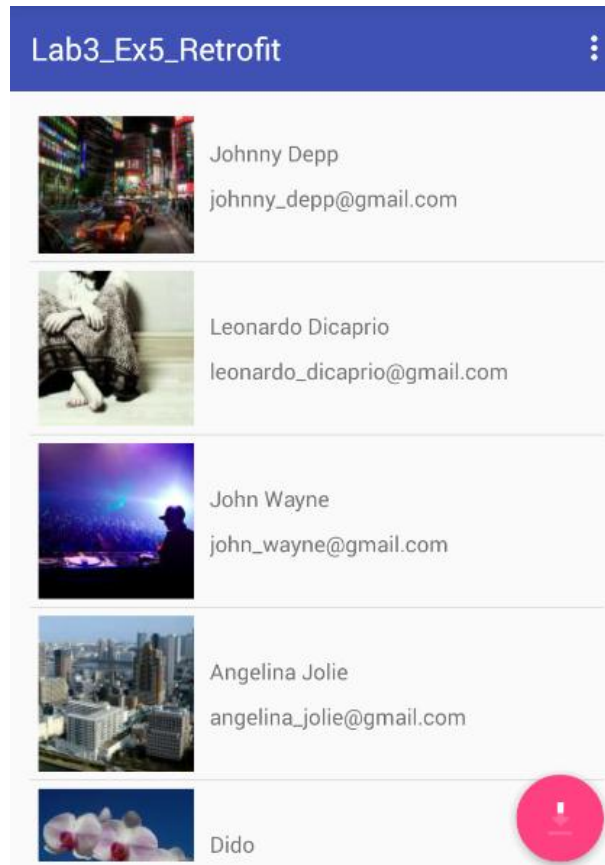 Lab3_Ex5_Retrofit
Johnny Depp
johnny_depp@gmail.com
Leonardo Dicaprio
leonardo_dicaprio@gmail.com
John Wayne
john_wayne@gmail.com
Angelina Jolie
angelina_jolie@gmail.com
Dido